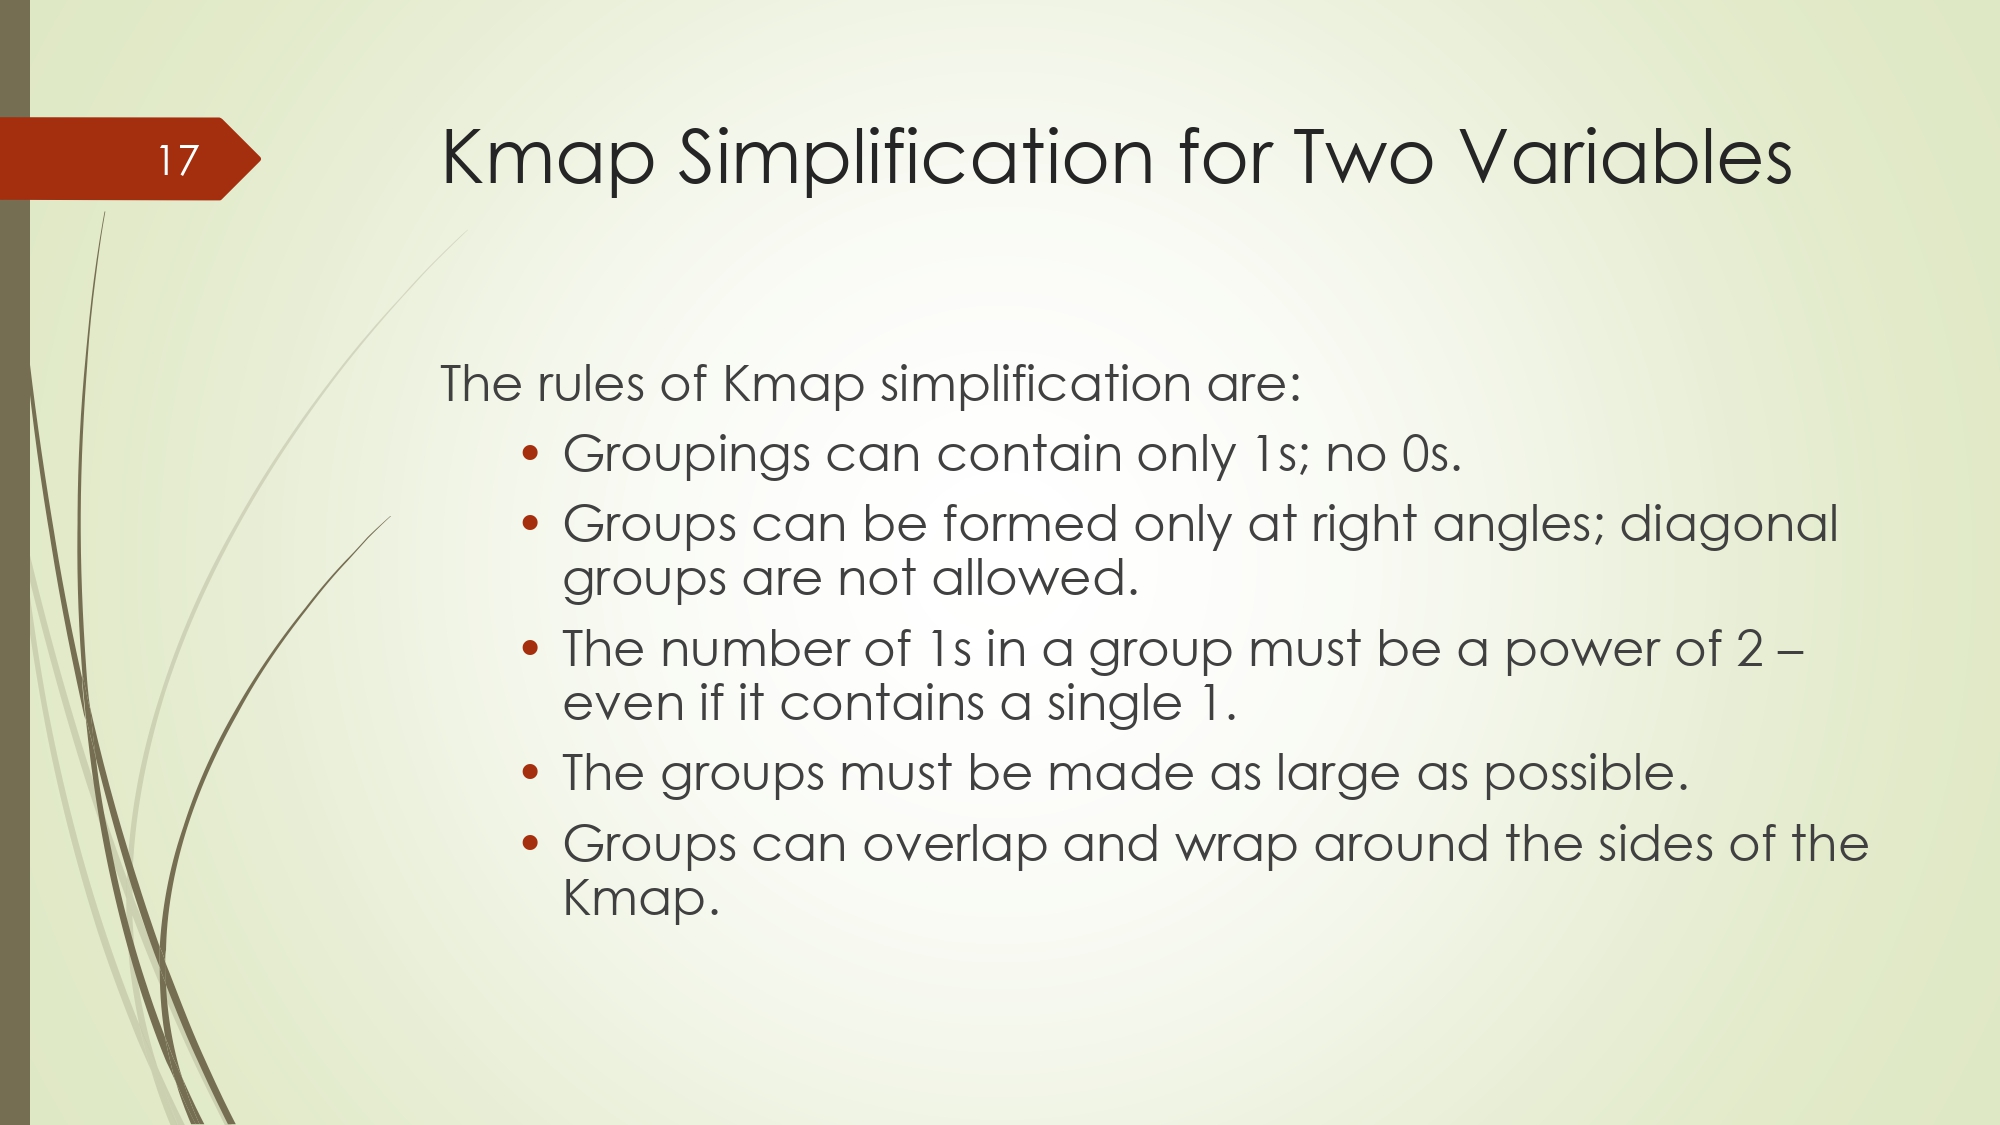 17
Kmap Simplification for Two Variables
The rules of Kmap simplification are:
• Groupings can contain only 1s; no 0s.
• Groups can be formed only at right angles; diagonal
groups are not allowed.
• The number of 1s in a group must be a power of 2 –
even if it contains a single 1.
• The groups must be made as large as possible.
• Groups can overlap and wrap around the sides of the
Kmap.